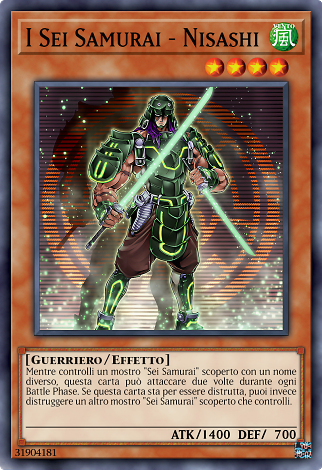 I Sei Samurai - Nisashi
VENTO
風
[Guerriero/Effetto]
Mentre controlli un mostro "Sei Samurai" scoperto con un nome
diverso, questa carta può attaccare due volte durante ogni
Battle Phase. Se questa carta sta per essere distrutta, puoi invece
distruggere un altro mostro "Sei Samurai" scoperto che controlli.
ATK/1400 DEF/ 700
31904181